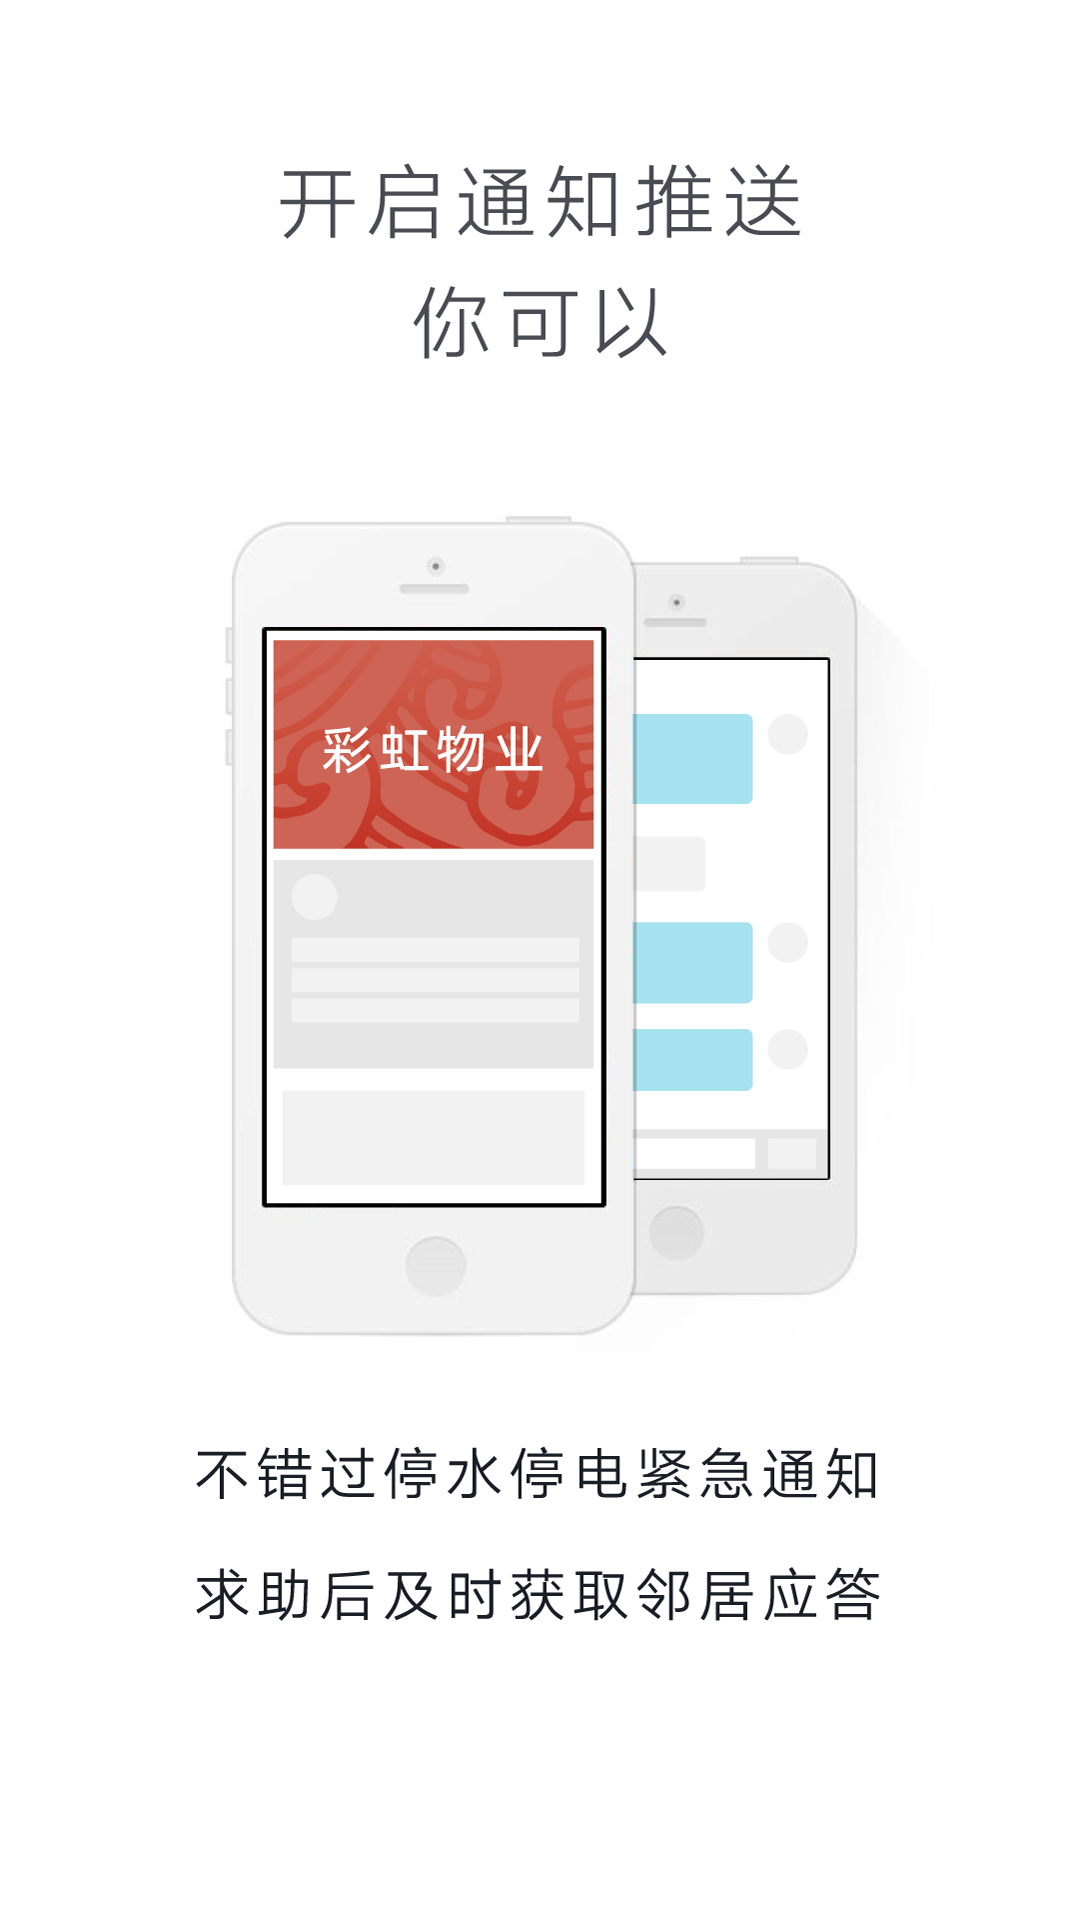 开启通知推送
你可以
彩虹物业
不错过停水停电紧急通知
求助后及时获取邻居应答